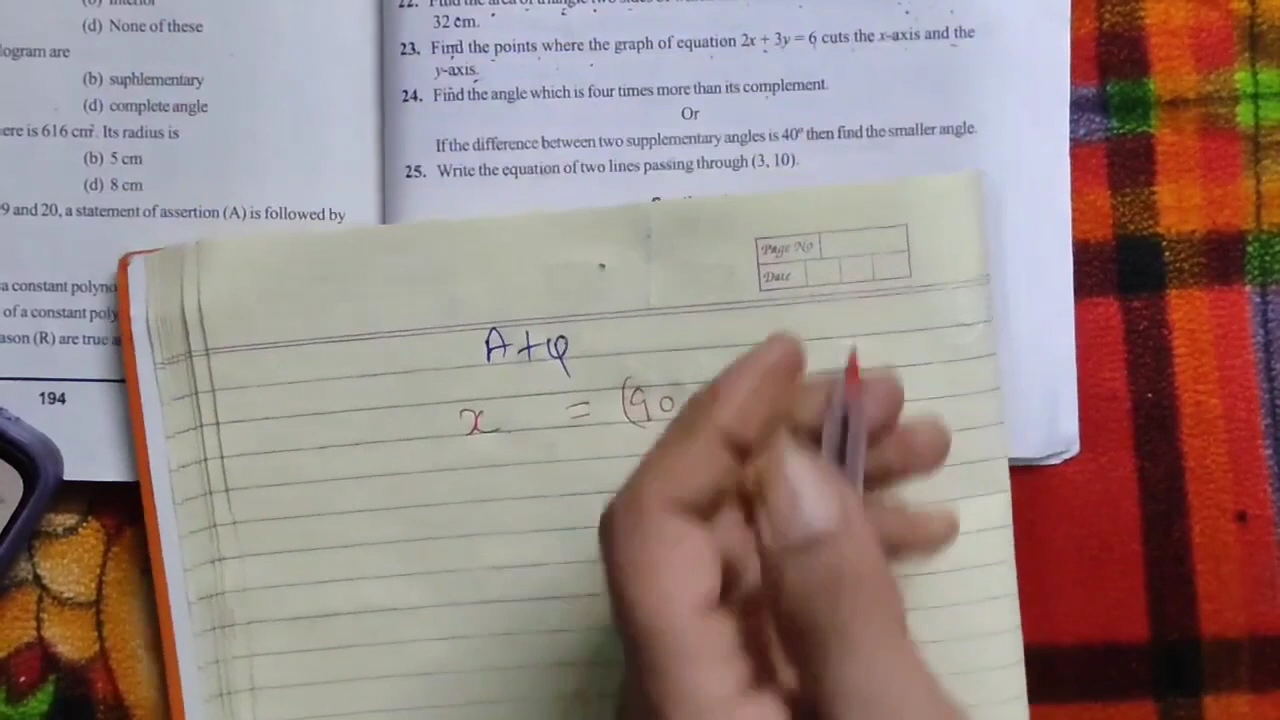 (d) None of these
logram are
(b) suphlementary
(d) complete angle
ere is 616 cm². Its radius is
(b) 5 cm
(d) 8 cm
9 and 20, a statement of assertion (A) is followed by
a constant polyno
of a constant poly
ason (R) are true a
194
32 cm.
23. Find the points where the graph of equation 2x + 3y = 6 cuts the x-axis and the
y-axis.
24. Find the angle which is four times more than its complement.
Or
If the difference between two supplementary angles is 40° then find the smaller angle.
25. Write the equation of two lines passing through (3, 10).
Page No
Date
A + φ
x = (90